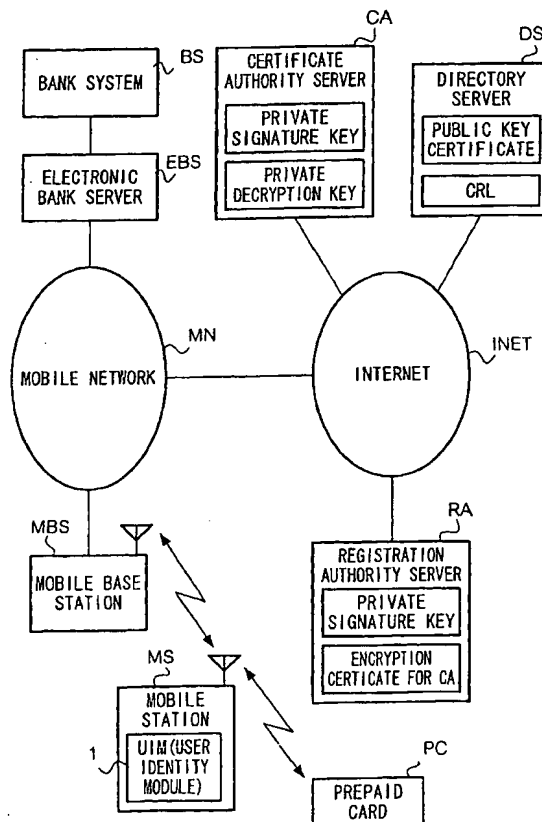 BS
BANK SYSTEM
EBS
ELECTRONIC
BANK SERVER
CA
CERTIFICATE
AUTHORITY SERVER
PRIVATE
SIGNATURE KEY
PRIVATE
DECRYPTION KEY
DS
DIRECTORY
SERVER
PUBLIC KEY
CERTIFICATE
CRL
MN
MOBILE NETWORK
INET
INTERNET
MBS
MOBILE BASE
STATION
RA
REGISTRATION
AUTHORITY SERVER
PRIVATE
SIGNATURE KEY
ENCRYPTION
CERTICATE FOR CA
MS
MOBILE
STATION
1
UIM(USER
IDENTITY
MODULE)
PC
PREPAID
CARD